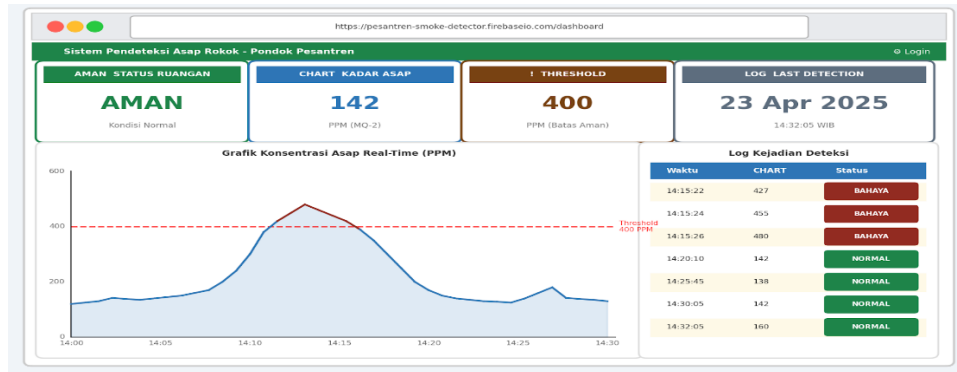 https://pesantren-smoke-detector.firebaseio.com/dashboard
Sistem Pendeteksi Asap Rokok - Pondok Pesantren
⚙ Login
AMAN STATUS RUANGAN
AMAN
Kondisi Normal
CHART KADAR ASAP
142
PPM (MQ-2)
! THRESHOLD
400
PPM (Batas Aman)
LOG LAST DETECTION
23 Apr 2025
14:32:05 WIB
Grafik Konsentrasi Asap Real-Time (PPM)
600
400
200
0
14:00 14:05 14:10 14:15 14:20 14:25 14:30
Threshold
400 PPM
Log Kejadian Deteksi
Waktu CHART Status
14:15:22 427 BAHAYA
14:15:24 455 BAHAYA
14:15:26 480 BAHAYA
14:20:10 142 NORMAL
14:25:45 138 NORMAL
14:30:05 142 NORMAL
14:32:05 160 NORMAL